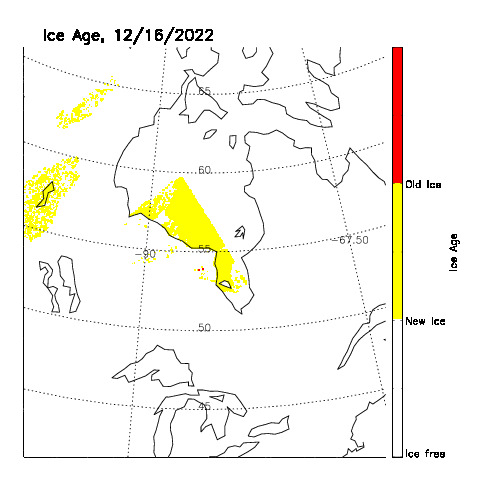 Ice Age, 12/16/2022
65
60
Old Ice
-67.50
55
-90
Ice Age
New Ice
50
45
Ice free